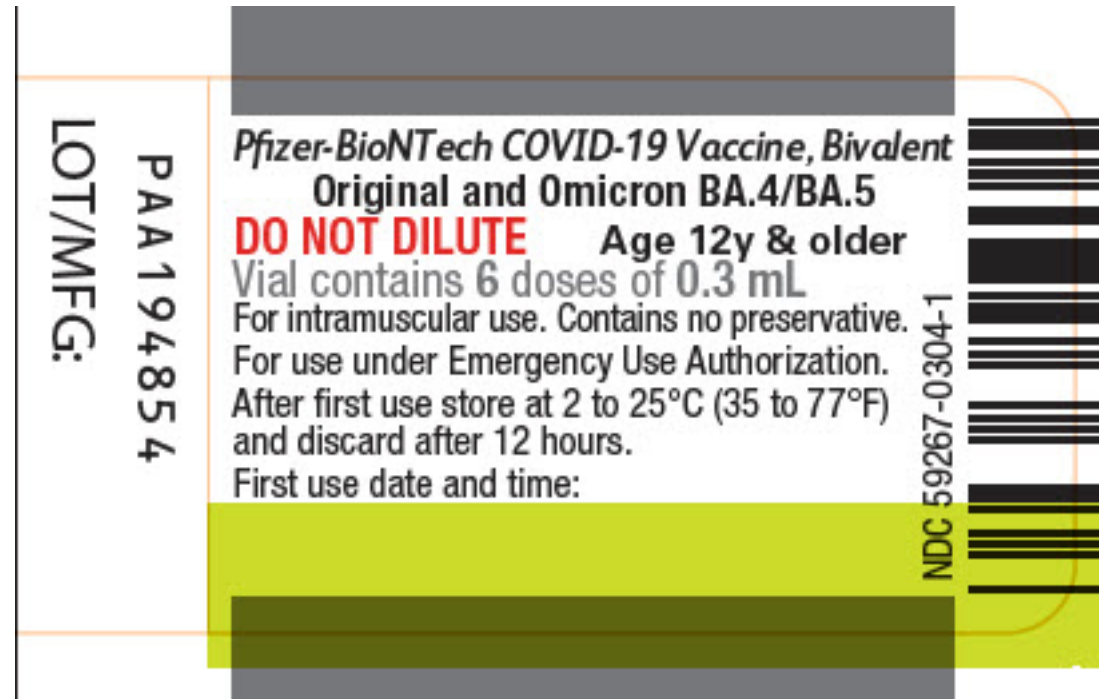 LOT/MFG:
PAA194854
Pfizer-BioNTech COVID-19 Vaccine, Bivalent
Original and Omicron BA.4/BA.5
DO NOT DILUTE Age 12y & older
Vial contains 6 doses of 0.3 mL
For intramuscular use. Contains no preservative.
For use under Emergency Use Authorization.
After first use store at 2 to 25°C (35 to 77°F)
and discard after 12 hours.
First use date and time:
NDC 59267-0304-1